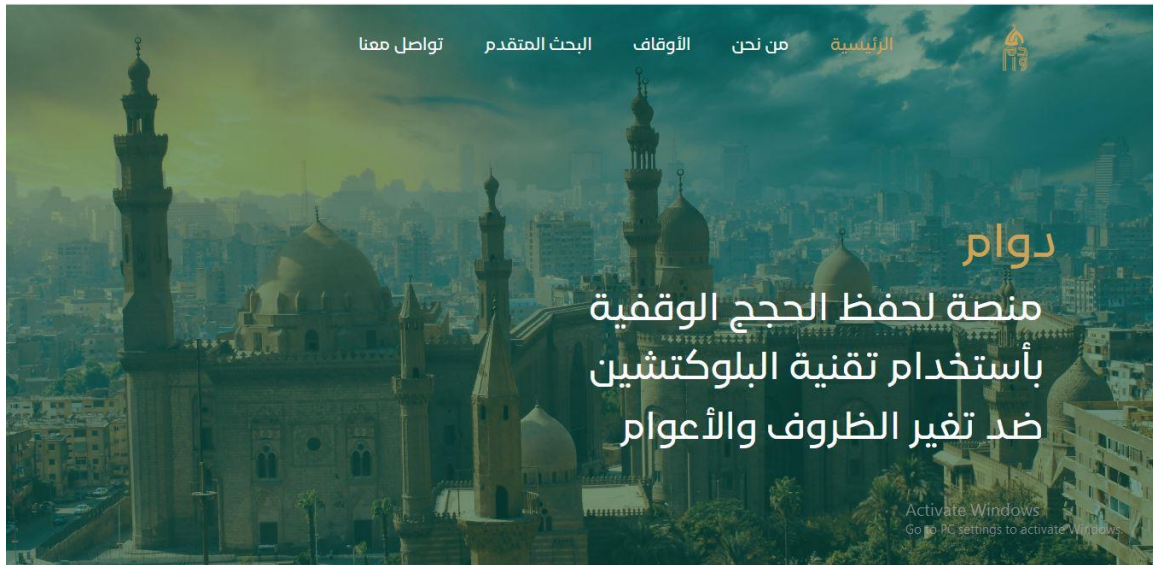 الرئيسية
من نحن
الأوقاف
البحث المتقدم
تواصل معنا
دوام
منصة لحفظ الحجج الوقفية
بأستخدام تقنية البلوكتشين
ضد تغير الظروف والأعوام
Activate Windows
Go to PC settings to activate Windows.